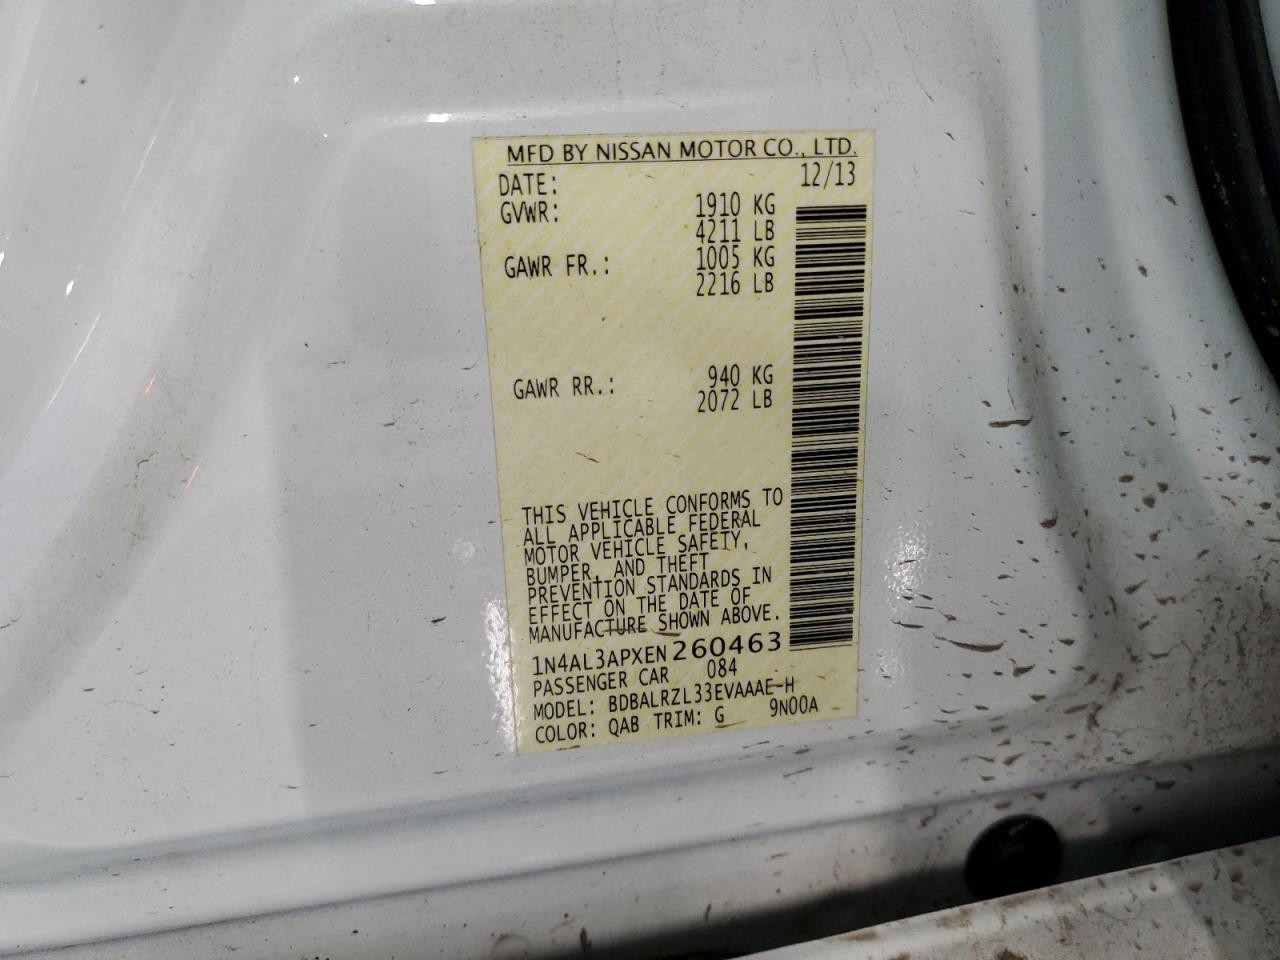 MFD BY NISSAN MOTOR CO., LTD.
DATE: 12/13
GVWR: 1910 KG
4211 LB
GAWR FR.: 1005 KG
2216 LB
GAWR RR.: 940 KG
2072 LB
THIS VEHICLE CONFORMS TO
ALL APPLICABLE FEDERAL
MOTOR VEHICLE SAFETY,
BUMPER, AND THEFT
PREVENTION STANDARDS IN
EFFECT ON THE DATE OF
MANUFACTURE SHOWN ABOVE.
1N4AL3APXEN260463
PASSENGER CAR 084
MODEL: BDBALRZL33EVAAAE-H
COLOR: QAB TRIM: G 9N00A